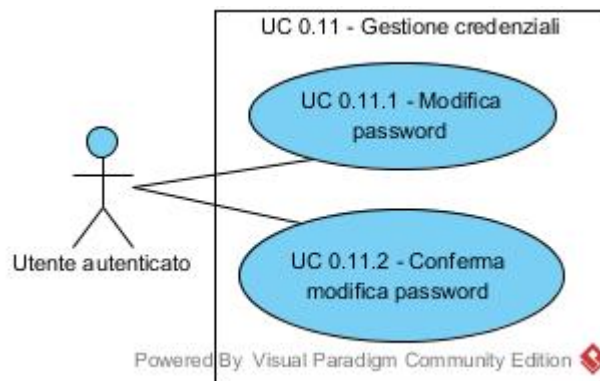 UC 0.11 - Gestione credenziali
UC 0.11.1 - Modifica
password
Utente autenticato
UC 0.11.2 - Conferma
modifica password
Powered By Visual Paradigm Community Edition